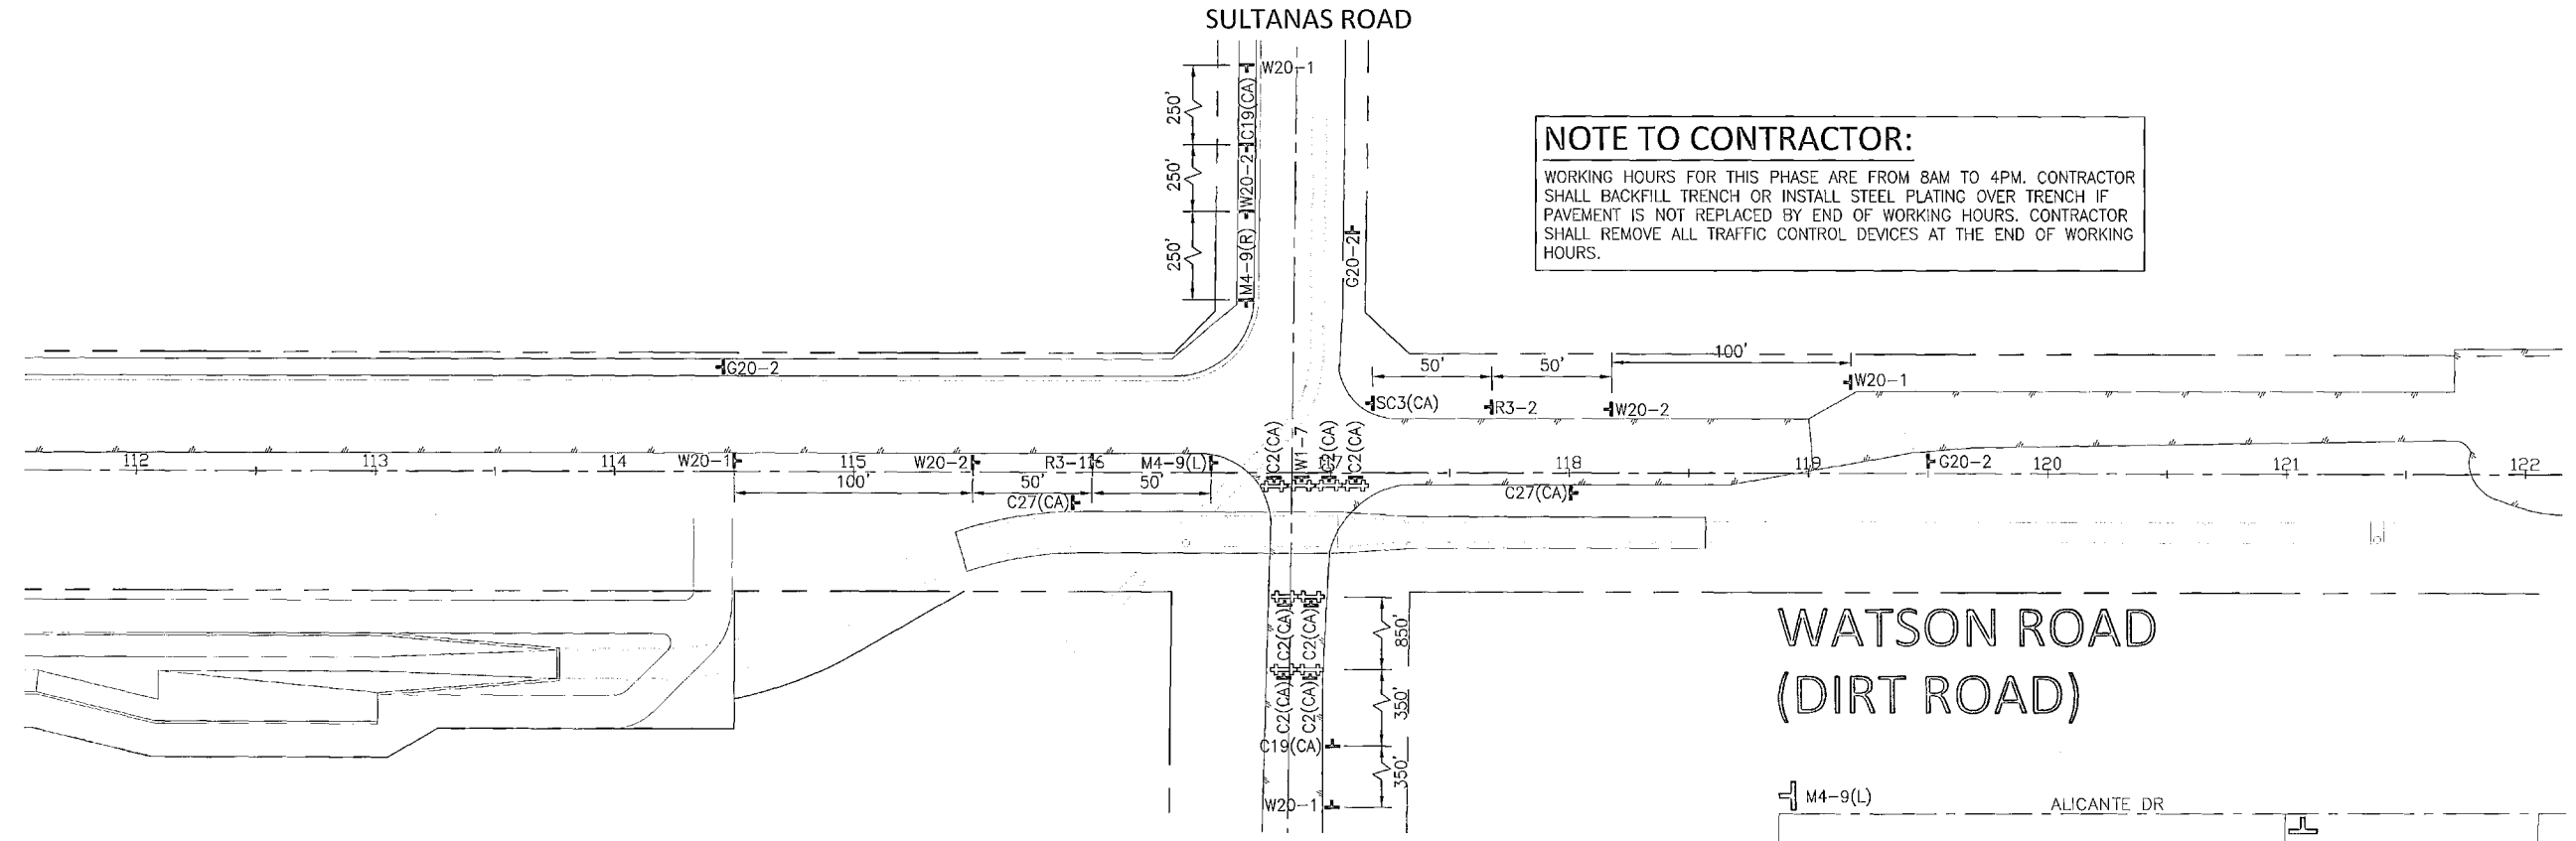 SULTANAS ROAD
W20-1
250'
C19(CA)
250'
W20-2
250'
M4-9(R)
G20-2
NOTE TO CONTRACTOR:
WORKING HOURS FOR THIS PHASE ARE FROM 8AM TO 4PM. CONTRACTOR
SHALL BACKFILL TRENCH OR INSTALL STEEL PLATING OVER TRENCH IF
PAVEMENT IS NOT REPLACED BY END OF WORKING HOURS. CONTRACTOR
SHALL REMOVE ALL TRAFFIC CONTROL DEVICES AT THE END OF WORKING
HOURS.
G20-2
50'
50'
100'
W20-1
SC3(CA)
R3-2
W20-2
112
113
114
W20-1
115
W20-2
R3-1
116
M4-9(L)
C2(CA)
W1-7
C2(CA)
C2(CA)
118
119
G20-2
120
121
122
100'
50'
50'
C27(CA)
C27(CA)
C2(CA)
C2(CA)
850'
C2(CA)
C2(CA)
350'
C19(CA)
350'
W20-1
WATSON ROAD
(DIRT ROAD)
M4-9(L)
ALICANTE DR